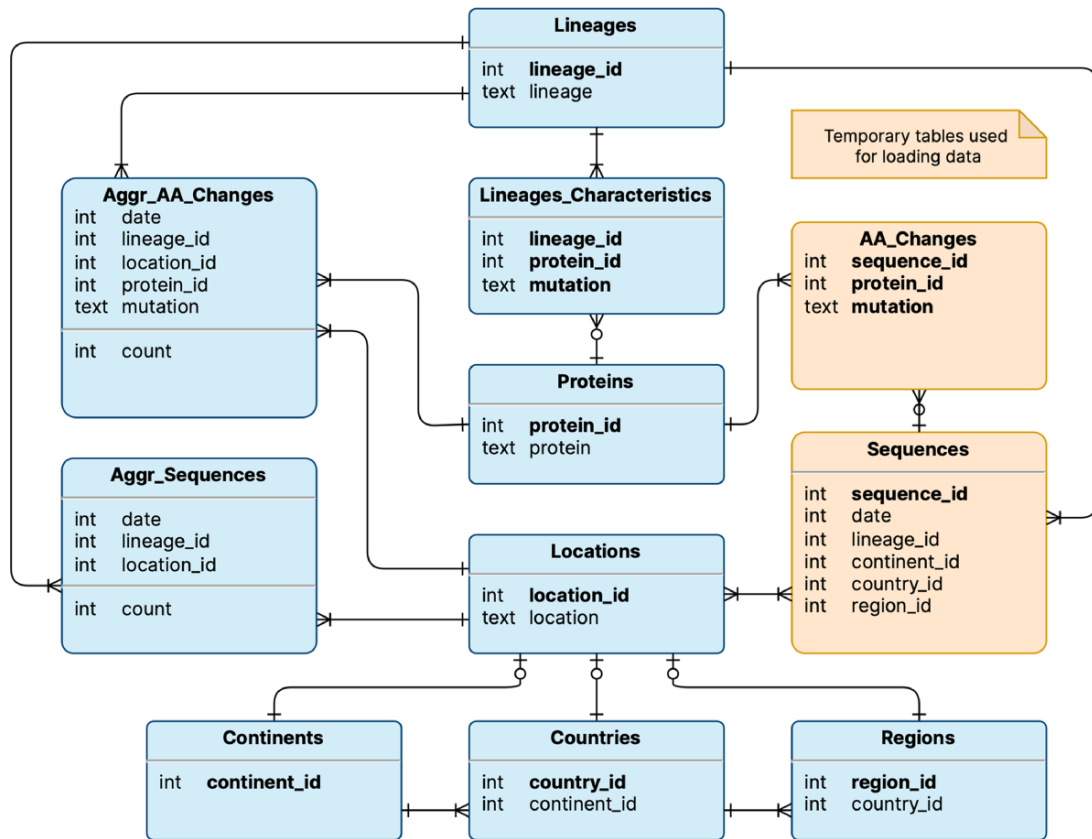 Lineages
int lineage_id
text lineage
Temporary tables used
for loading data
Aggr_AA_Changes
int date
int lineage_id
int location_id
int protein_id
text mutation
int count
Lineages_Characteristics
int lineage_id
int protein_id
text mutation
AA_Changes
int sequence_id
int protein_id
text mutation
Proteins
int protein_id
text protein
Aggr_Sequences
int date
int lineage_id
int location_id
int count
Sequences
int sequence_id
int date
int lineage_id
int continent_id
int country_id
int region_id
Locations
int location_id
text location
Continents
int continent_id
Countries
int country_id
int continent_id
Regions
int region_id
int country_id